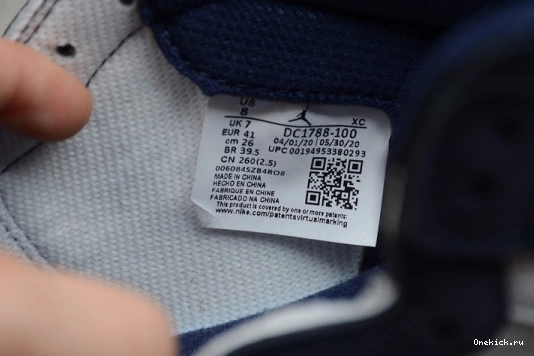 US
8
XC
UK 7
DC1788-100
EUR 41
04/01/20 05/30/20
cm 26
UPC 00194953380293
BR 39.5
CN 260(2.5)
006084SZB4RO8
MADE IN CHINA
HECHO EN CHINA
FABRIQUE EN CHINE
FABRICADO NA CHINA
This product is covered by one or more patents:
www.nike.com/patentsvirtualmarking
Onekick.ru